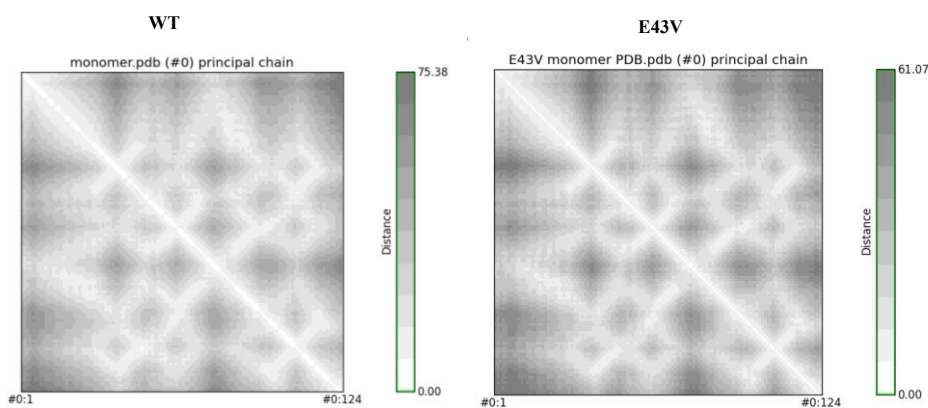 WT
monomer.pdb (#0) principal chain
75.38
Distance
0.00
#0:1
#0:124
E43V
E43V monomer PDB.pdb (#0) principal chain
61.07
Distance
0.00
#0:1
#0:124